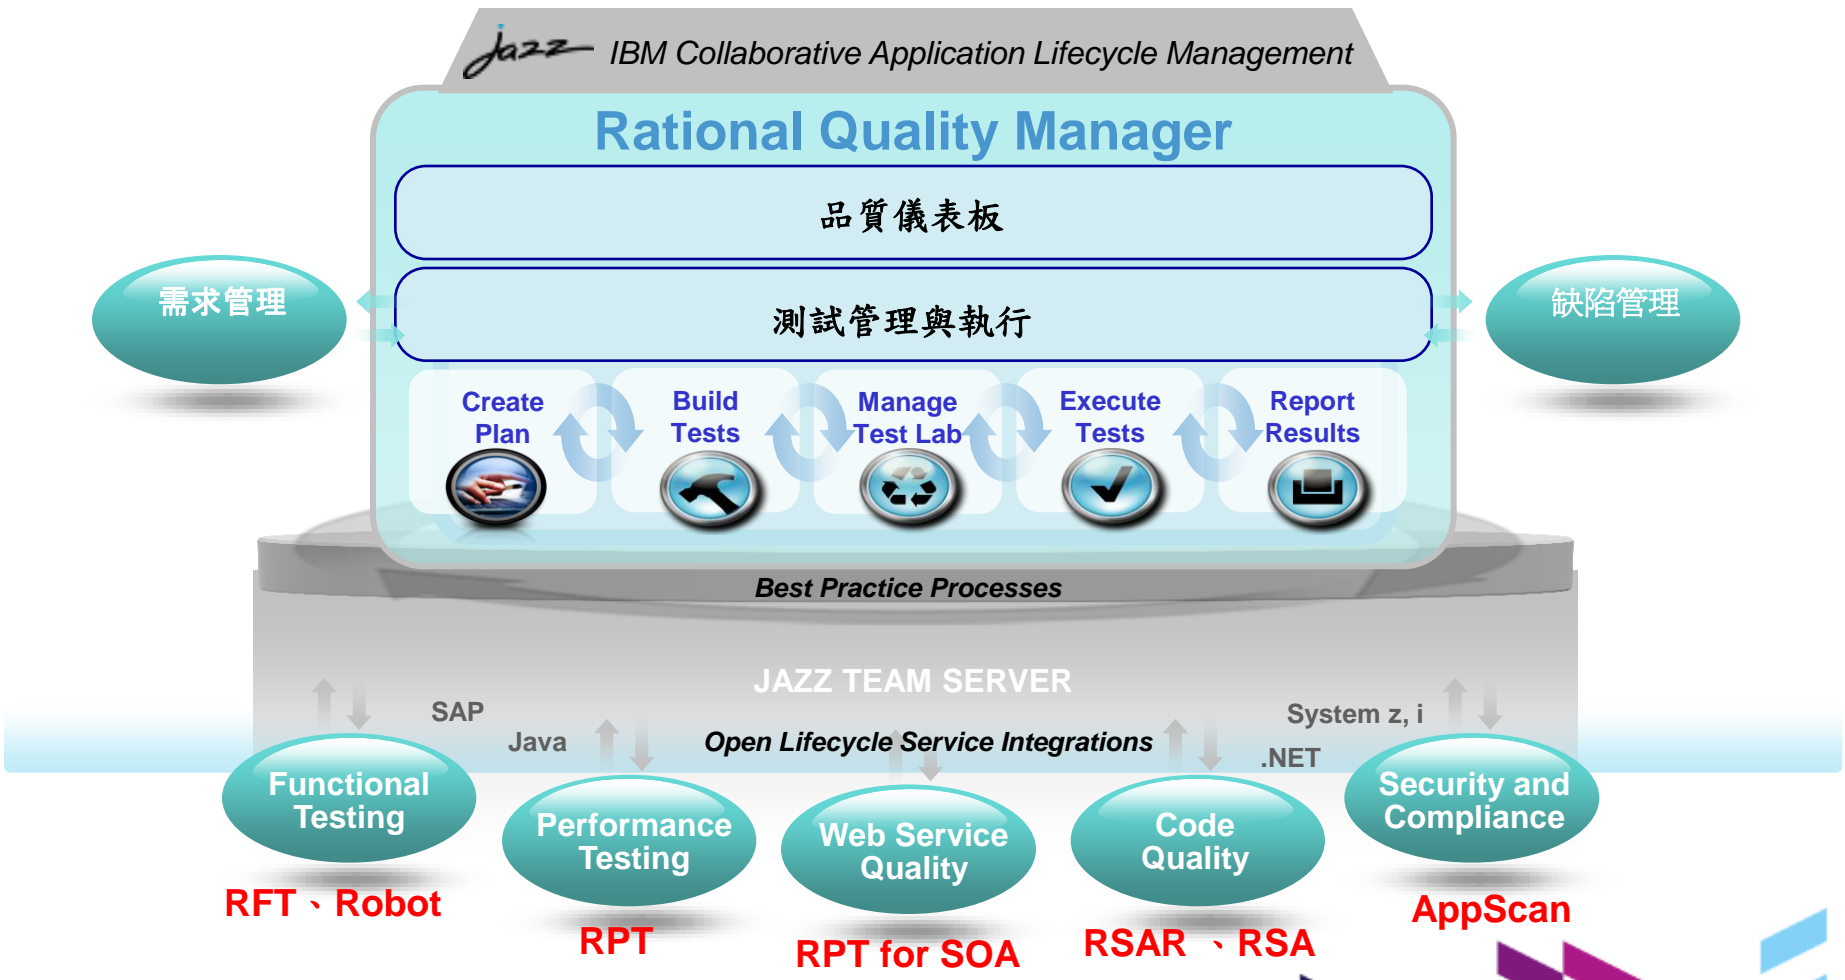 jazz IBM Collaborative Application Lifecycle Management
Rational Quality Manager
品質儀表板
需求管理
測試管理與執行
缺陷管理
Create
Plan
Build
Tests
Manage
Test Lab
Execute
Tests
Report
Results
Best Practice Processes
JAZZ TEAM SERVER
SAP
System z, i
Java
Open Lifecycle Service Integrations
.NET
Functional
Testing
Performance
Testing
Web Service
Quality
Code
Quality
Security and
Compliance
RFT、Robot
RPT
RPT for SOA
RSAR 、RSA
AppScan